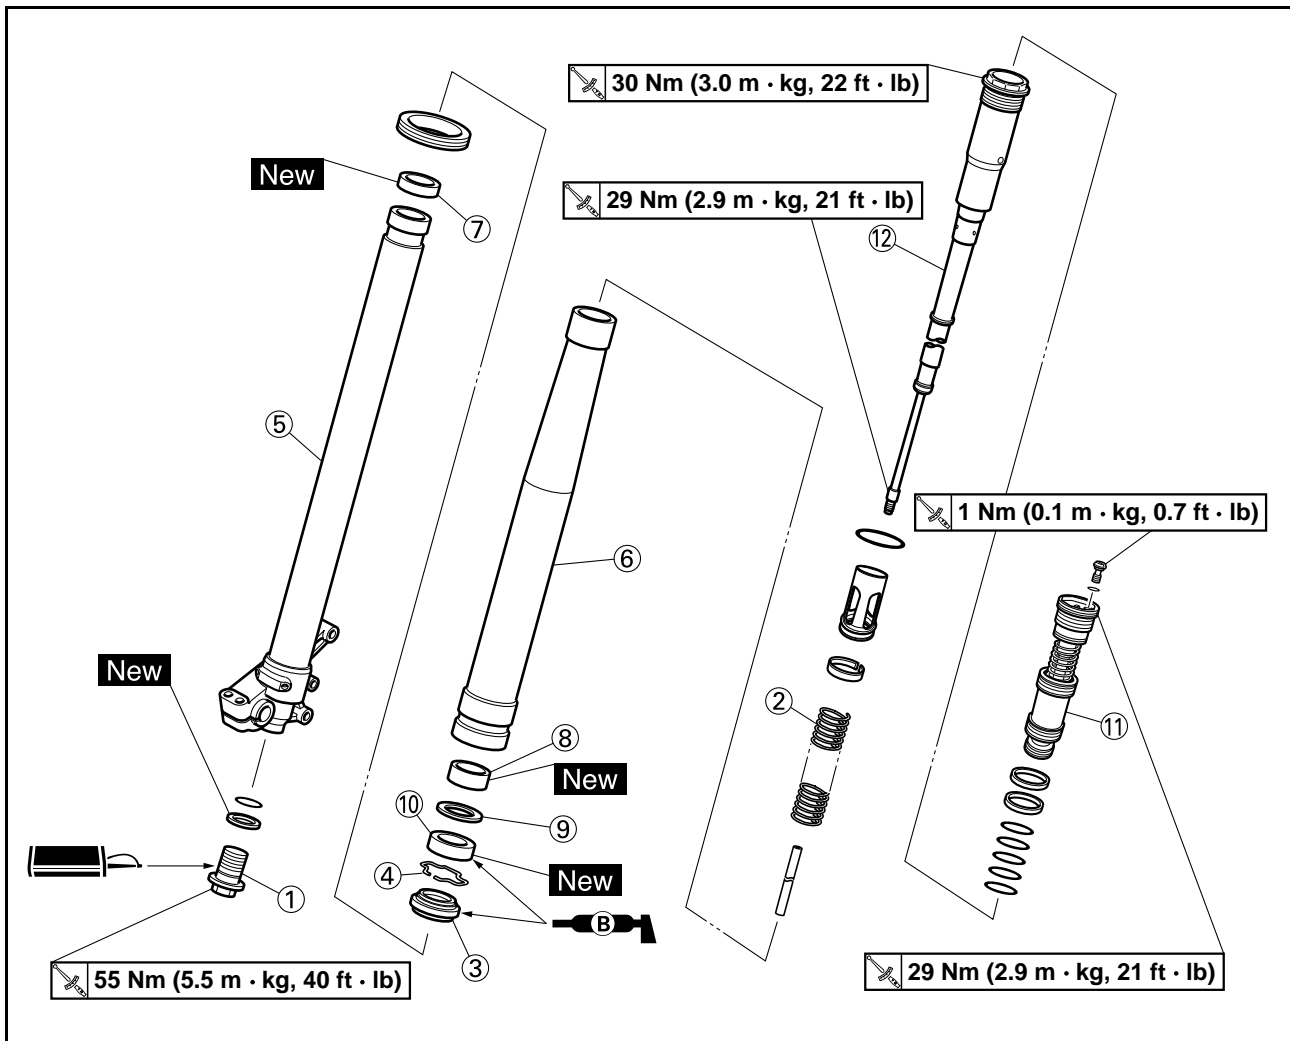 30 Nm (3.0 m · kg, 22 ft · lb)
New
29 Nm (2.9 m · kg, 21 ft · lb)
7
12
5
1 Nm (0.1 m · kg, 0.7 ft · lb)
6
New
2
11
8
New
10
9
4
New
1
B
3
55 Nm (5.5 m · kg, 40 ft · lb)
29 Nm (2.9 m · kg, 21 ft · lb)